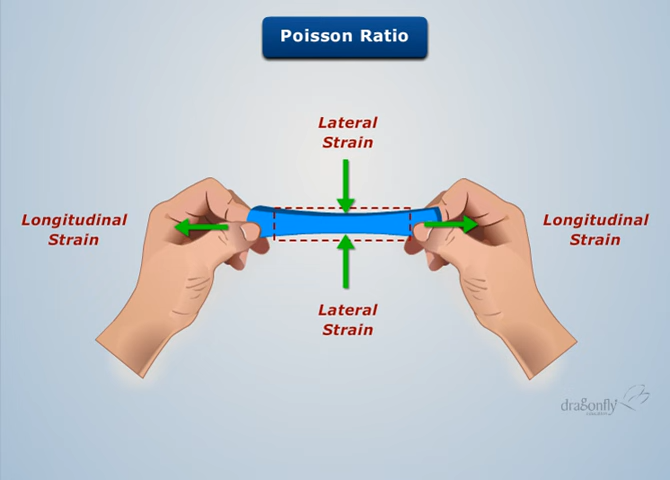 Poisson Ratio
Lateral
Strain
Longitudinal
Strain
Longitudinal
Strain
Lateral
Strain
dragonfly